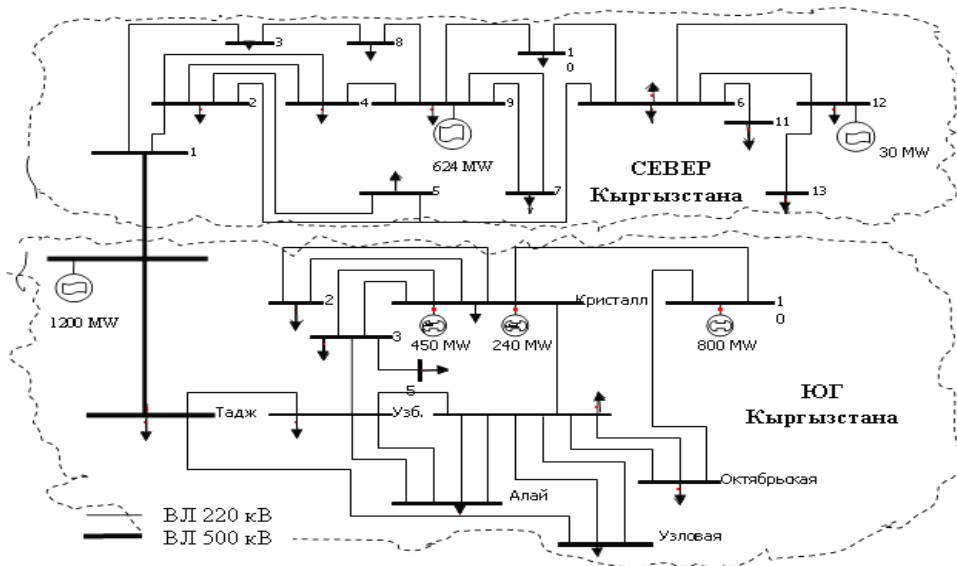 3
8
1
0
2
4
9
6
12
11
1
624 MW
СЕВЕР
Кыргызстана
30 MW
5
7
13
1200 MW
2
Кристалл
1
0
3
450 MW
240 MW
800 MW
5
ЮГ
Кыргызстана
Тадж
Узб.
Алай
Октябрьская
Узловая
ВЛ 220 кВ
ВЛ 500 кВ